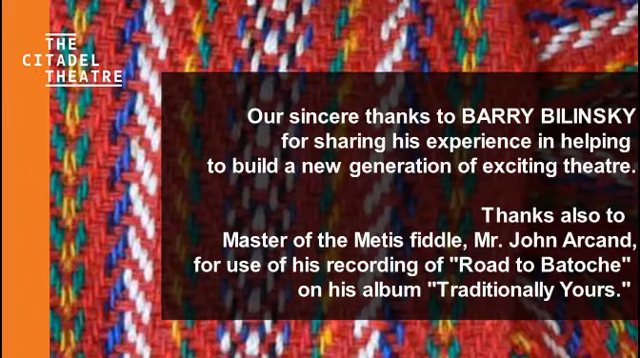 THE
CITADEL
THEATRE
Our sincere thanks to BARRY BILINSKY
for sharing his experience in helping
to build a new generation of exciting theatre.
Thanks also to
Master of the Metis fiddle, Mr. John Arcand,
for use of his recording of "Road to Batoche"
on his album "Traditionally Yours."